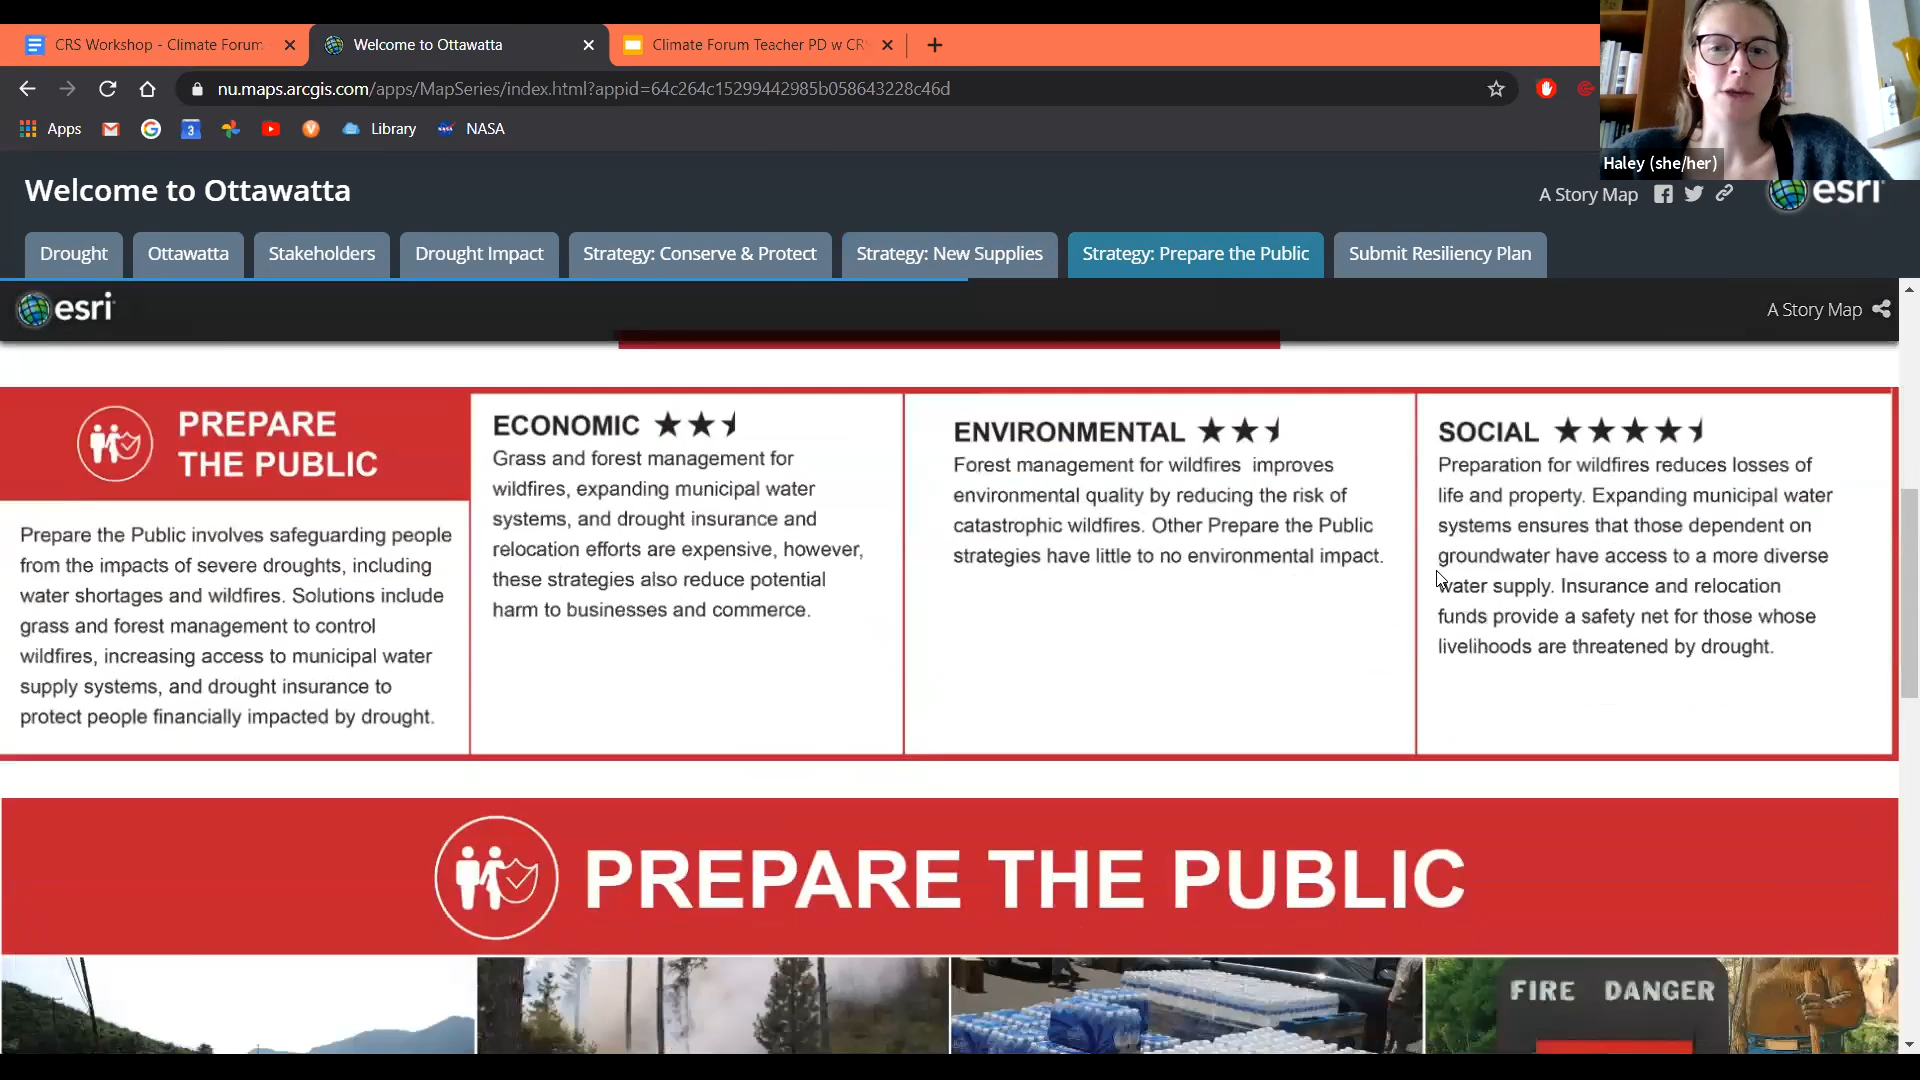 CRS Workshop - Climate Forum
Welcome to Ottawatta
Climate Forum Teacher PD w CR
nu.maps.arcgis.com/apps/MapSeries/index.html?appid=64c264c15299442985b058643228c46d
Apps
3
Library
NASA
Haley (she/her)
Welcome to Ottawatta
A Story Map
esri
Drought
Ottawatta
Stakeholders
Drought Impact
Strategy: Conserve & Protect
Strategy: New Supplies
Strategy: Prepare the Public
Submit Resiliency Plan
esri
A Story Map
PREPARE
THE PUBLIC
Prepare the Public involves safeguarding people
from the impacts of severe droughts, including
water shortages and wildfires. Solutions include
grass and forest management to control
wildfires, increasing access to municipal water
supply systems, and drought insurance to
protect people financially impacted by drought.
ECONOMIC
Grass and forest management for
wildfires, expanding municipal water
systems, and drought insurance and
relocation efforts are expensive, however,
these strategies also reduce potential
harm to businesses and commerce.
ENVIRONMENTAL
Forest management for wildfires improves
environmental quality by reducing the risk of
catastrophic wildfires. Other Prepare the Public
strategies have little to no environmental impact.
SOCIAL
Preparation for wildfires reduces losses of
life and property. Expanding municipal water
systems ensures that those dependent on
groundwater have access to a more diverse
water supply. Insurance and relocation
funds provide a safety net for those whose
livelihoods are threatened by drought.
PREPARE THE PUBLIC
FIRE DANGER